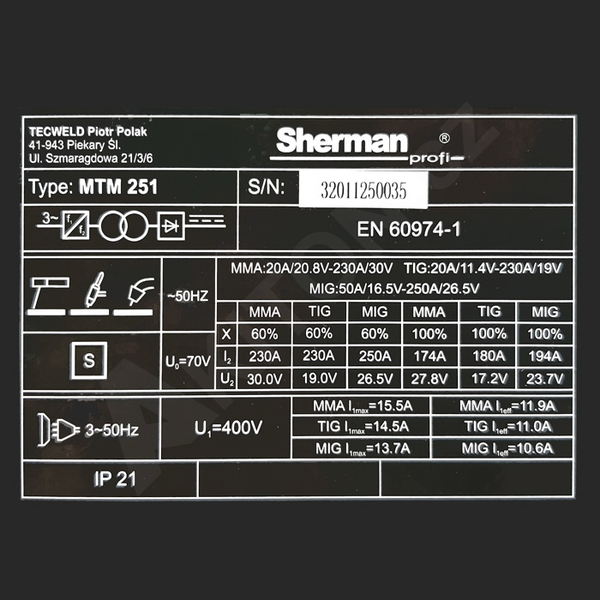 TECWELD Piotr Polak
41-943 Piekary Śl.
Ul. Szmaragdowa 21/3/6
Sherman ®
profi
Type: MTM 251
S/N: 32011250035
3~ f₁ f₂
EN 60974-1
~50HZ
MMA:20A/20.8V-230A/30V TIG:20A/11.4V-230A/19V
MIG:50A/16.5V-250A/26.5V
MMA TIG MIG MMA TIG MIG
X 60% 60% 60% 100% 100% 100%
S U₀=70V
I₂ 230A 230A 250A 174A 180A 194A
U₂ 30.0V 19.0V 26.5V 27.8V 17.2V 23.7V
3~50Hz
U₁=400V
MMA I1max=15.5A MMA I1eff=11.9A
TIG I1max=14.5A TIG I1eff=11.0A
MIG I1max=13.7A MIG I1eff=10.6A
IP 21